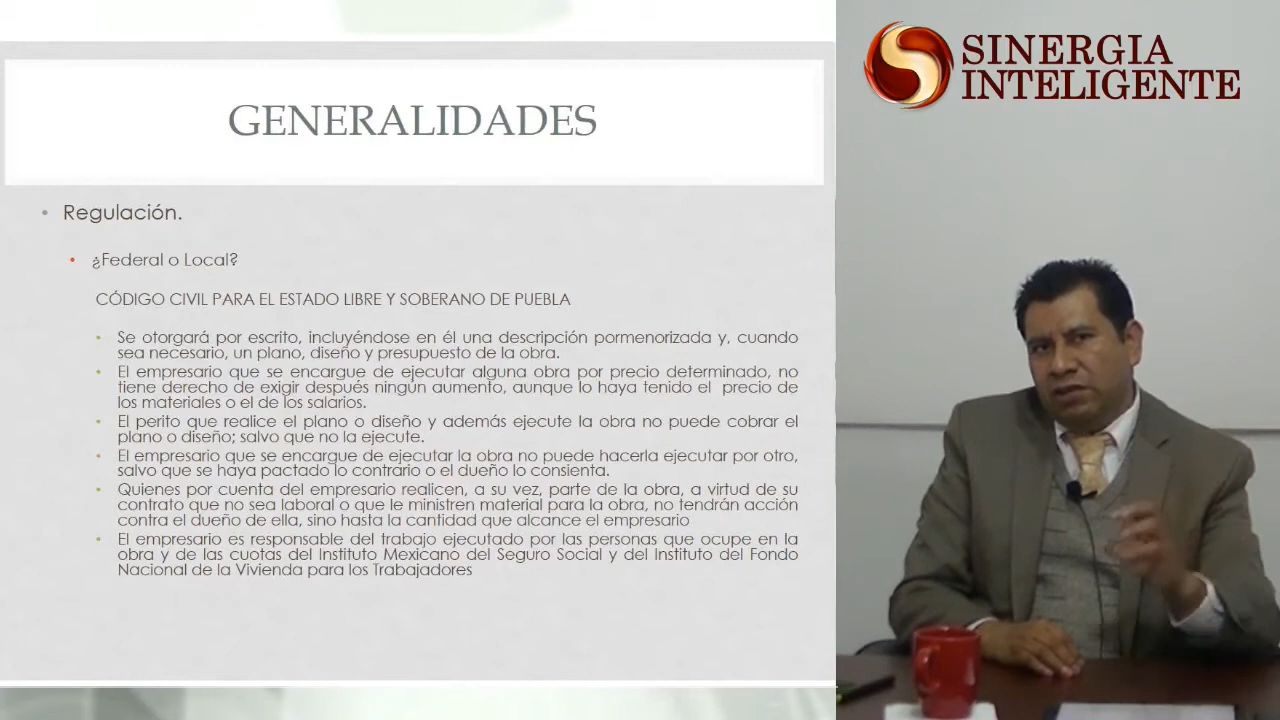 GENERALIDADES
• Regulación.
• ¿Federal o Local?
CÓDIGO CIVIL PARA EL ESTADO LIBRE Y SOBERANO DE PUEBLA
• Se otorgará por escrito, incluyéndose en él una descripción pormenorizada y, cuando
sea necesario, un plano, diseño y presupuesto de la obra.
• El empresario que se encargue de ejecutar alguna obra por precio determinado, no
tiene derecho de exigir después ningún aumento, aunque lo haya tenido el precio de
los materiales o el de los salarios.
• El perito que realice el plano o diseño y además ejecute la obra no puede cobrar el
plano o diseño; salvo que no la ejecute.
• El empresario que se encargue de ejecutar la obra no puede hacerla ejecutar por otro,
salvo que se haya pactado lo contrario o el dueño lo consienta.
• Quienes por cuenta del empresario realicen, a su vez, parte de la obra, a virtud de su
contrato que no sea laboral o que le ministren material para la obra, no tendrán acción
contra el dueño de ella, sino hasta la cantidad que alcance el empresario
• El empresario es responsable del trabajo ejecutado por las personas que ocupe en la
obra y de las cuotas del Instituto Mexicano del Seguro Social y del Instituto del Fondo
Nacional de la Vivienda para los Trabajadores
SINERGIA
INTELIGENTE